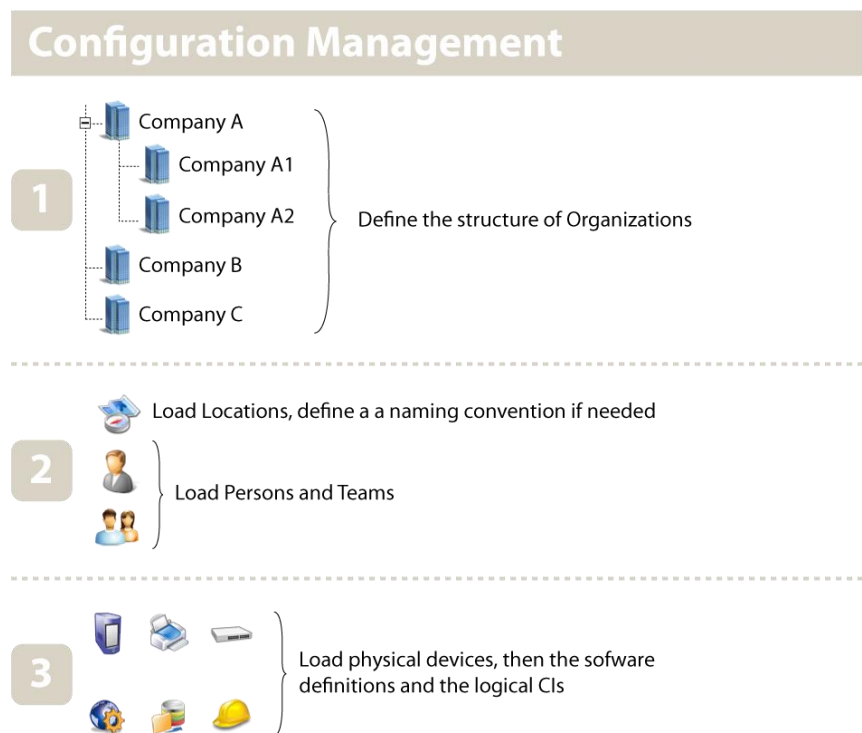 Configuration Management
Company A
Company A1
1
Company A2
Define the structure of Organizations
Company B
Company C
Load Locations, define a a naming convention if needed
2
Load Persons and Teams
3
Load physical devices, then the sofware
definitions and the logical CIs